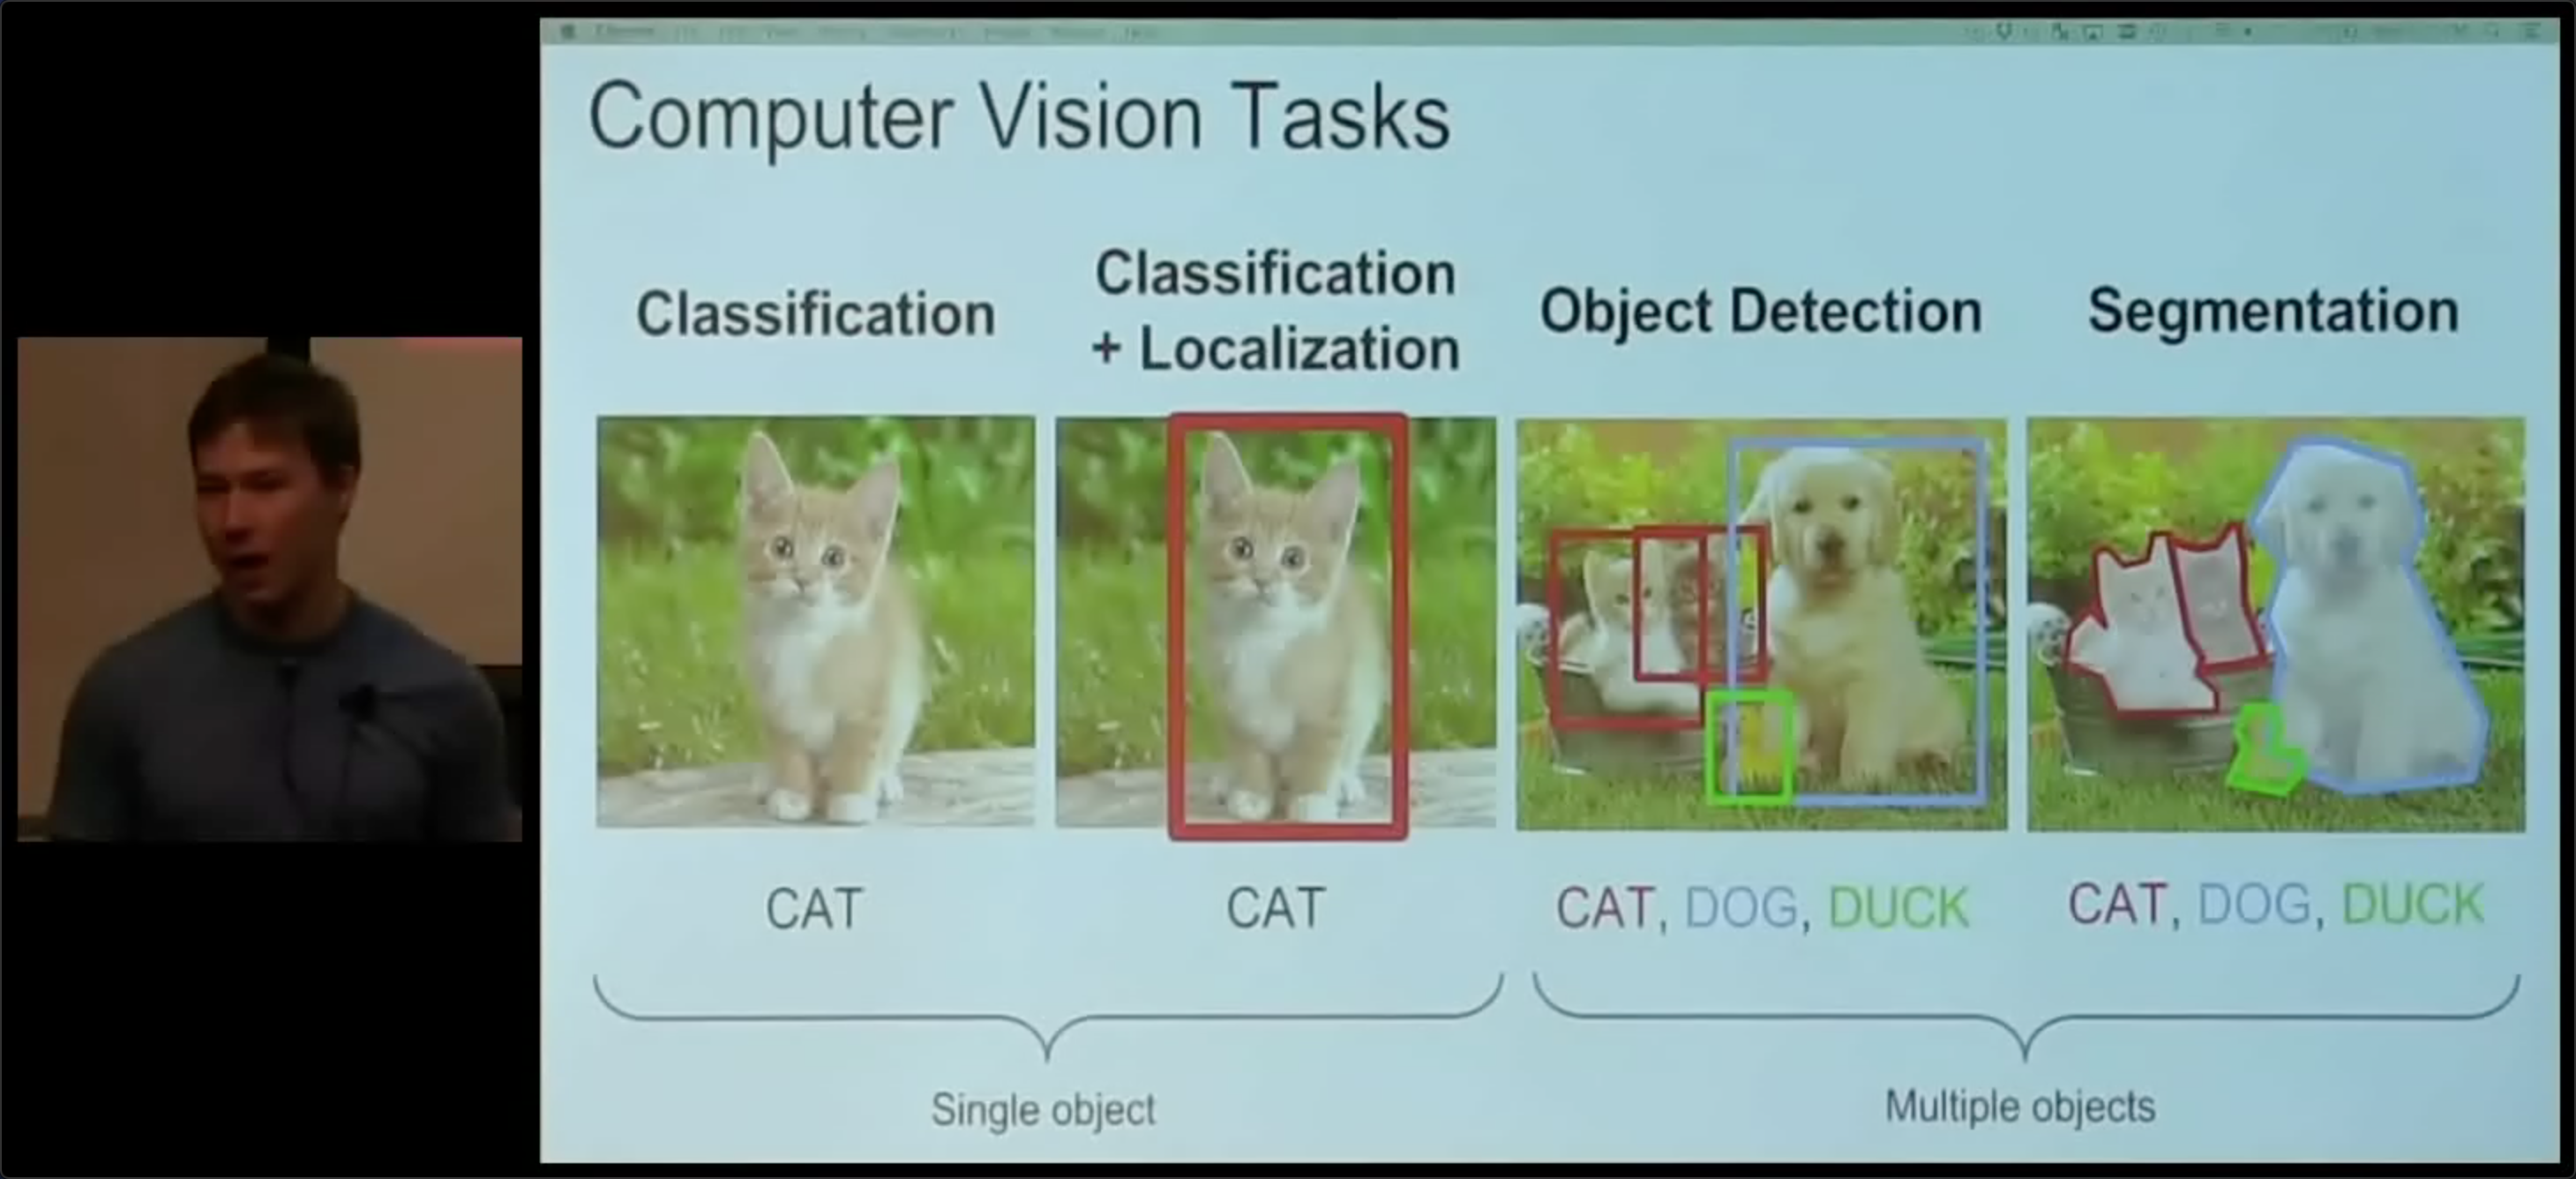 Computer Vision Tasks
Classification
Classification
+ Localization
Object Detection
Segmentation
CAT
CAT
CAT, DOG, DUCK
CAT, DOG, DUCK
Single object
Multiple objects